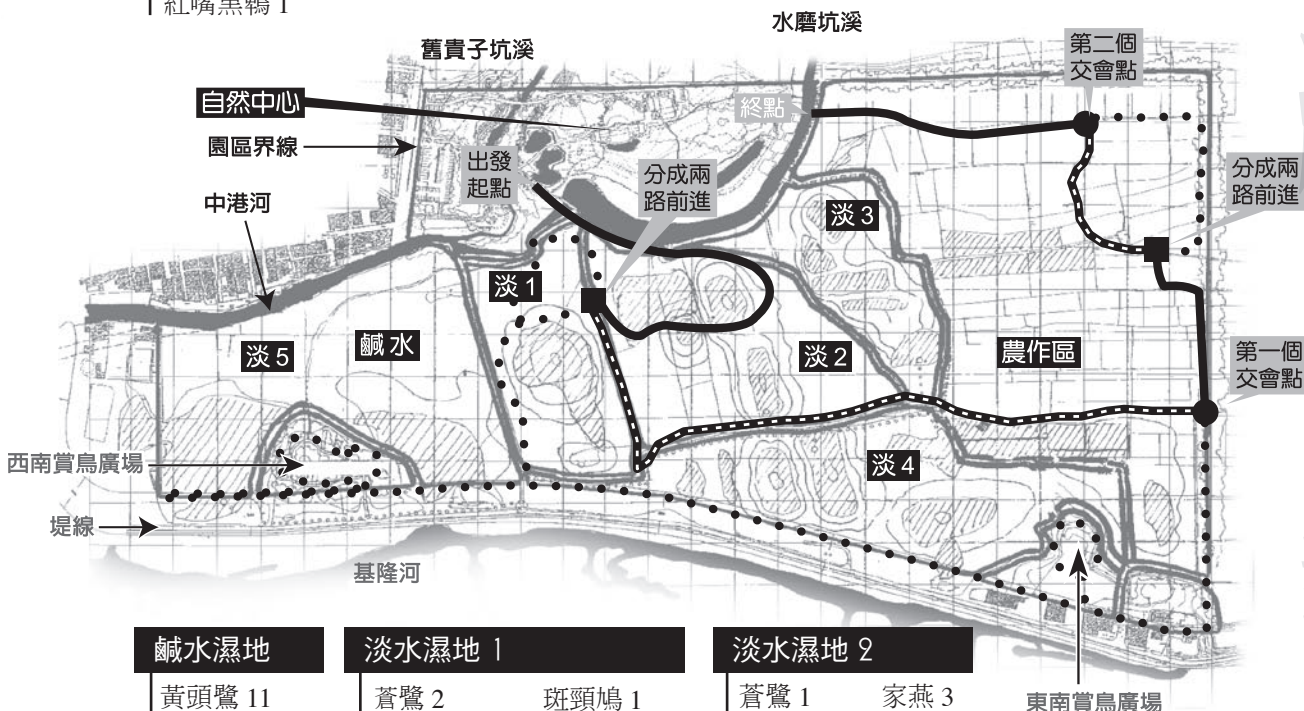 紅嘴黑鵯 1
水磨坑溪
舊貴子坑溪
第二個
交會點
自然中心
終點
園區界線
出發
起點
分成兩
路前進
分成兩
路前進
中港河
淡 3
淡 1
淡 5
鹹水
淡 2
農作區
第一個
交會點
西南賞鳥廣場
淡 4
堤線
基隆河
鹹水濕地
淡水濕地 1
淡水濕地 2
黃頭鷺 11
蒼鷺 2
斑頸鳩 1
蒼鷺 1
家燕 3
東南賞鳥廣場